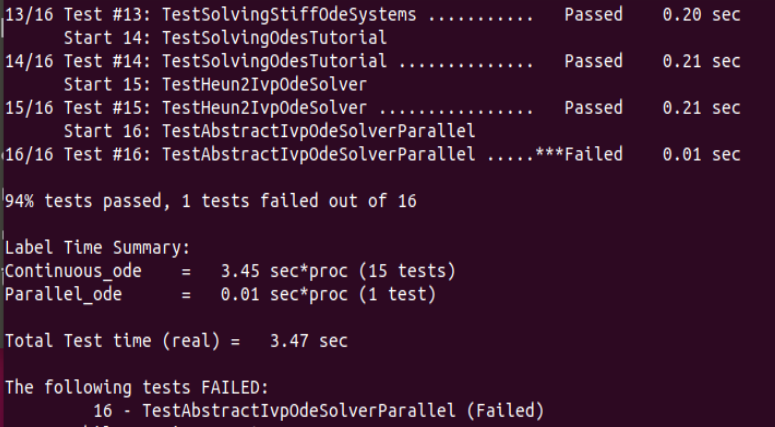 13/16 Test #13: TestSolvingStiffOdeSystems ...........   Passed    0.20 sec
      Start 14: TestSolvingOdesTutorial
14/16 Test #14: TestSolvingOdesTutorial ..............   Passed    0.21 sec
      Start 15: TestHeun2IvpOdeSolver
15/16 Test #15: TestHeun2IvpOdeSolver ................   Passed    0.21 sec
      Start 16: TestAbstractIvpOdeSolverParallel
16/16 Test #16: TestAbstractIvpOdeSolverParallel .....***Failed    0.01 sec
94% tests passed, 1 tests failed out of 16
Label Time Summary:
Continuous_ode    =   3.45 sec*proc (15 tests)
Parallel_ode      =   0.01 sec*proc (1 test)
Total Test time (real) =   3.47 sec
The following tests FAILED:
         16 - TestAbstractIvpOdeSolverParallel (Failed)